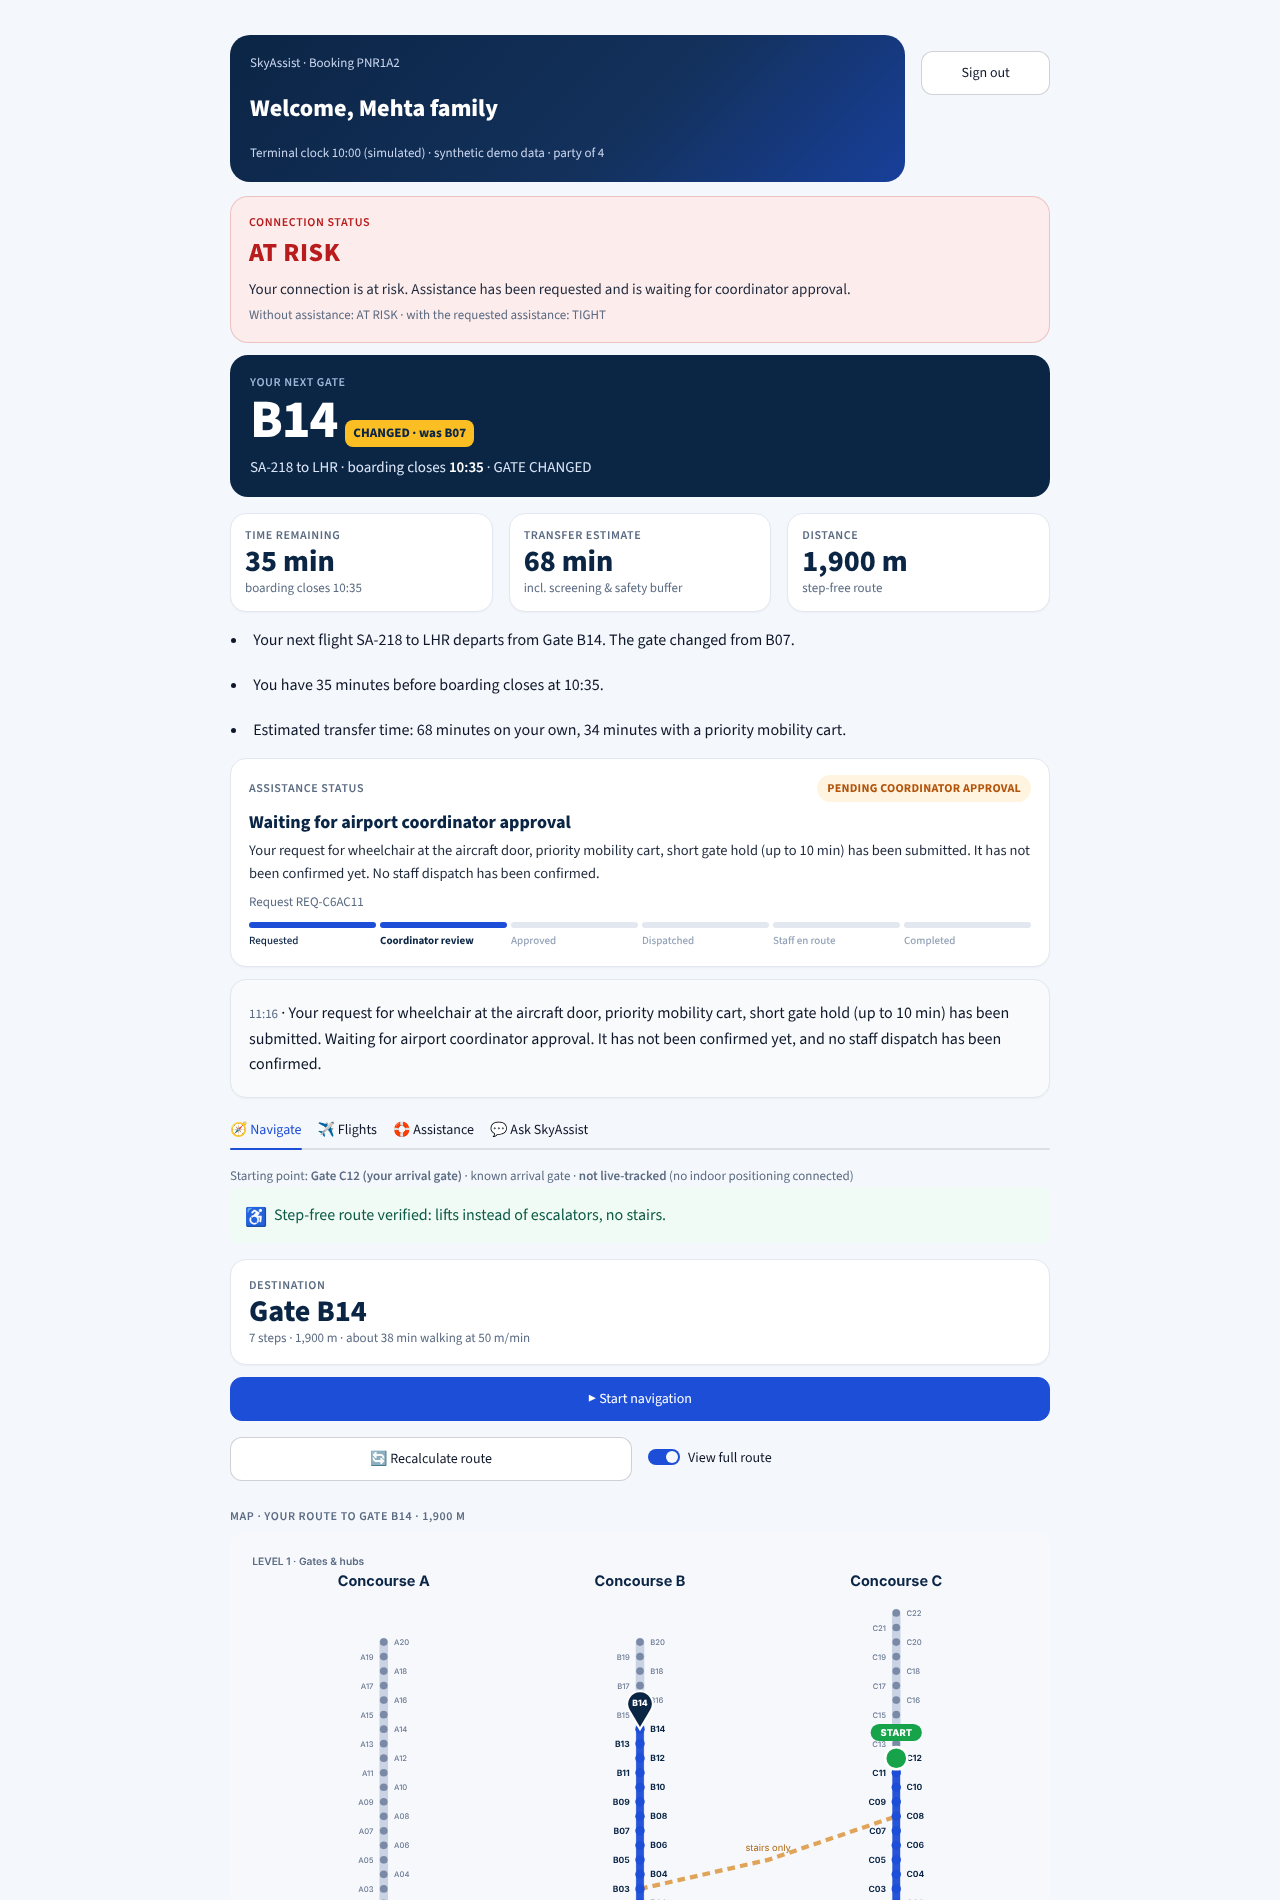 SkyAssist · Booking PNR1A2
Welcome, Mehta family
Terminal clock 10:00 (simulated) · synthetic demo data · party of 4
Sign out
CONNECTION STATUS
AT RISK
Your connection is at risk. Assistance has been requested and is waiting for coordinator approval.
Without assistance: AT RISK · with the requested assistance: TIGHT
YOUR NEXT GATE
B14 CHANGED · was B07
SA-218 to LHR · boarding closes 10:35 · GATE CHANGED
TIME REMAINING
35 min
boarding closes 10:35
TRANSFER ESTIMATE
68 min
incl. screening & safety buffer
DISTANCE
1,900 m
step-free route
• Your next flight SA-218 to LHR departs from Gate B14. The gate changed from B07.
• You have 35 minutes before boarding closes at 10:35.
• Estimated transfer time: 68 minutes on your own, 34 minutes with a priority mobility cart.
ASSISTANCE STATUS
PENDING COORDINATOR APPROVAL
Waiting for airport coordinator approval
Your request for wheelchair at the aircraft door, priority mobility cart, short gate hold (up to 10 min) has been submitted. It has not
been confirmed yet. No staff dispatch has been confirmed.
Request REQ-C6AC11
Requested
Coordinator review
Approved
Dispatched
Staff en route
Completed
11:16 · Your request for wheelchair at the aircraft door, priority mobility cart, short gate hold (up to 10 min) has been
submitted. Waiting for airport coordinator approval. It has not been confirmed yet, and no staff dispatch has been
confirmed.
Navigate
Flights
Assistance
Ask SkyAssist
Starting point: Gate C12 (your arrival gate) · known arrival gate · not live-tracked (no indoor positioning connected)
Step-free route verified: lifts instead of escalators, no stairs.
DESTINATION
Gate B14
7 steps · 1,900 m · about 38 min walking at 50 m/min
Start navigation
Recalculate route
View full route
MAP · YOUR ROUTE TO GATE B14 · 1,900 M
LEVEL 1 · Gates & hubs
Concourse A
A20
A19
A18
A17
A16
A15
A14
A13
A12
A11
A10
A09
A08
A07
A06
A05
A04
A03
Concourse B
B20
B19
B18
B17
B14
B15
B14
B13
B12
B11
B10
B09
B08
B07
B06
B05
B04
B03
stairs only
Concourse C
C22
C21
C20
C19
C18
C17
C16
C15
START
C13
C12
C11
C10
C09
C08
C07
C06
C05
C04
C03